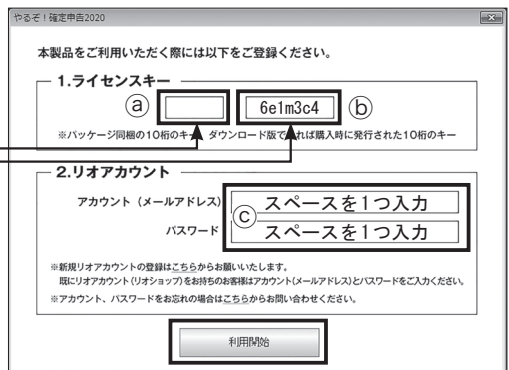 やるぞ!確定申告2020
本製品をご利用いただく際には以下をご登録ください。
1.ライセンスキー
ⓐ 6e1m3c4 ⓑ
※パッケージ同梱の10桁のキー、ダウンロード版 れば購入時に発行された10桁のキー
2.リオアカウント
アカウント(メールアドレス) ⓒ スペースを1つ入力
パスワード スペースを1つ入力
※新規リオアカウントの登録はこちらからお願いいたします。
既にリオアカウント(リオショップ)をお持ちのお客様はアカウント(メールアドレス)とパスワードをご入力ください。
※アカウント、パスワードをお忘れの場合はこちらからお問い合わせください。
利用開始